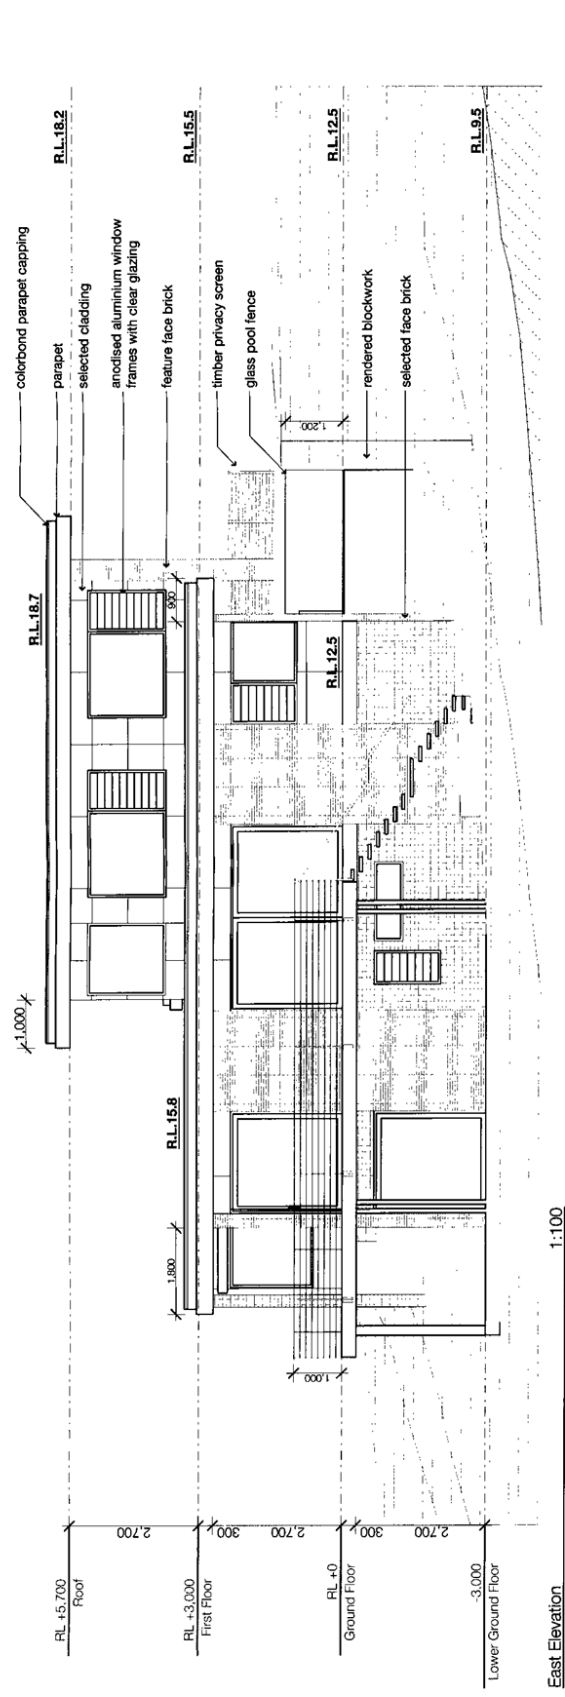 colorbond parapet capping
parapet
selected cladding
anodised aluminium window
frames with clear glazing
feature face brick
timber privacy screen
glass pool fence
rendered blockwork
selected face brick
R.L.18.2
R.L.15.5
R.L.12.5
R.L.9.5
R.L.18.7
R.L.12.5
R.L.15.8
1,000
900
1,200
1,800
1,000
2,700
300
2,700
300
2,700
RL +5,700
Roof
RL +3,000
First Floor
RL +0
Ground Floor
-3,000
Lower Ground Floor
East Elevation
1:100